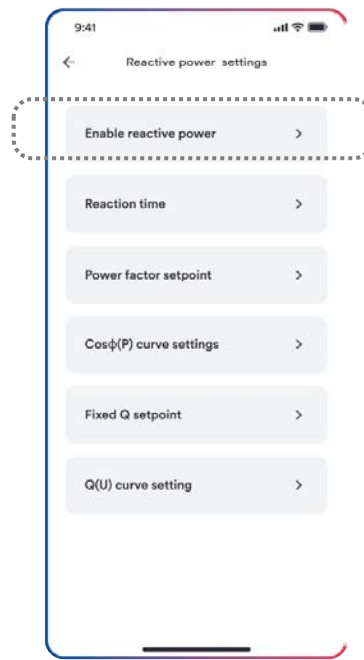 9:41
Reactive power settings
Enable reactive power
Reaction time
Power factor setpoint
Cosϕ(P) curve settings
Fixed Q setpoint
Q(U) curve setting